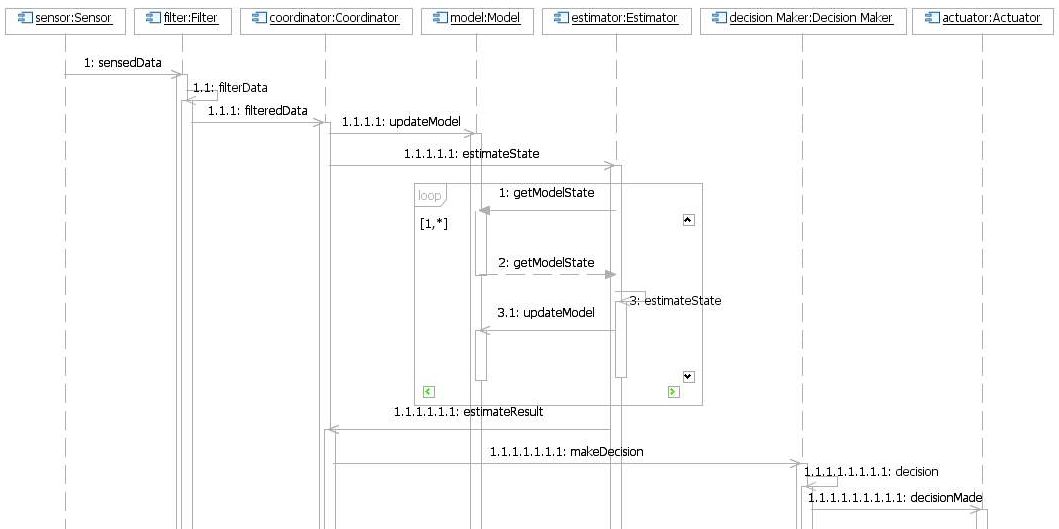 sensor:Sensor
filter:Filter
coordinator:Coordinator
model:Model
estimator:Estimator
decision Maker:Decision Maker
actuator:Actuator
1: sensedData
1.1: filterData
1.1.1: filteredData
1.1.1.1: updateModel
1.1.1.1.1: estimateState
loop
1: getModelState
[1,*]
2: getModelState
3: estimateState
3.1: updateModel
1.1.1.1.1.1: estimateResult
1.1.1.1.1.1.1: makeDecision
1.1.1.1.1.1.1.1: decision
1.1.1.1.1.1.1.1.1: decisionMade